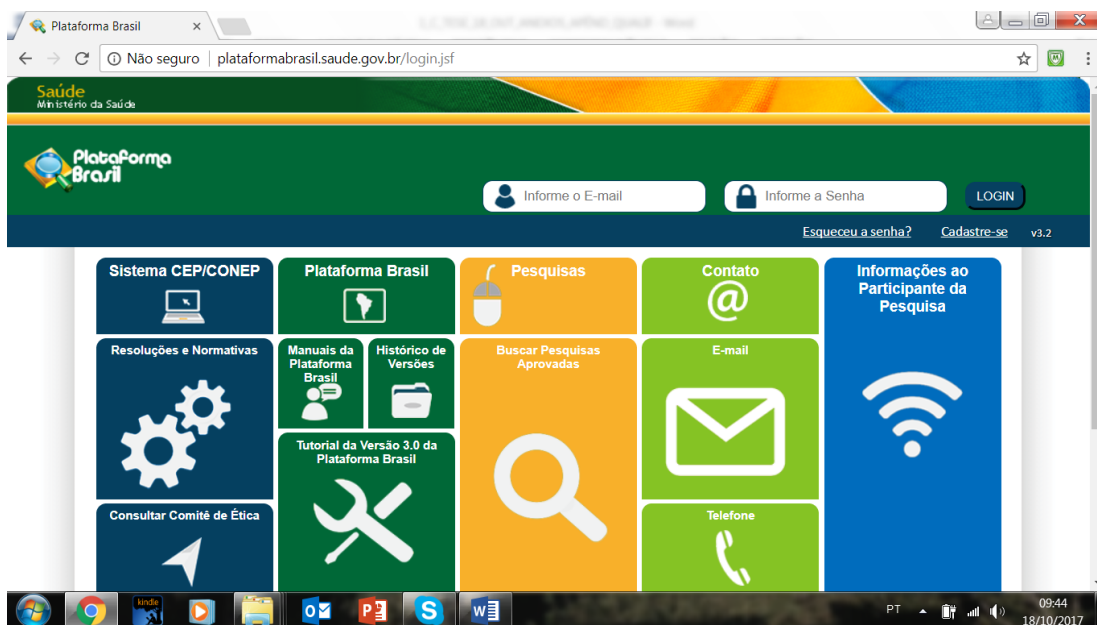 Plataforma Brasil
Não seguro | plataformabrasil.saude.gov.br/login.jsf
Saúde
Ministério da Saúde
Plataforma
Brasil
Informe o E-mail
Informe a Senha
LOGIN
Esqueceu a senha?
Cadastre-se
v3.2
Sistema CEP/CONEP
Plataforma Brasil
Pesquisas
Contato
Informações ao
Participante da
Pesquisa
Resoluções e Normativas
Manuais da
Plataforma
Brasil
Histórico de
Versões
Buscar Pesquisas
Aprovadas
E-mail
Tutorial da Versão 3.0 da
Plataforma Brasil
Consultar Comitê de Ética
Telefone
kindle
PT
09:44
18/10/2017